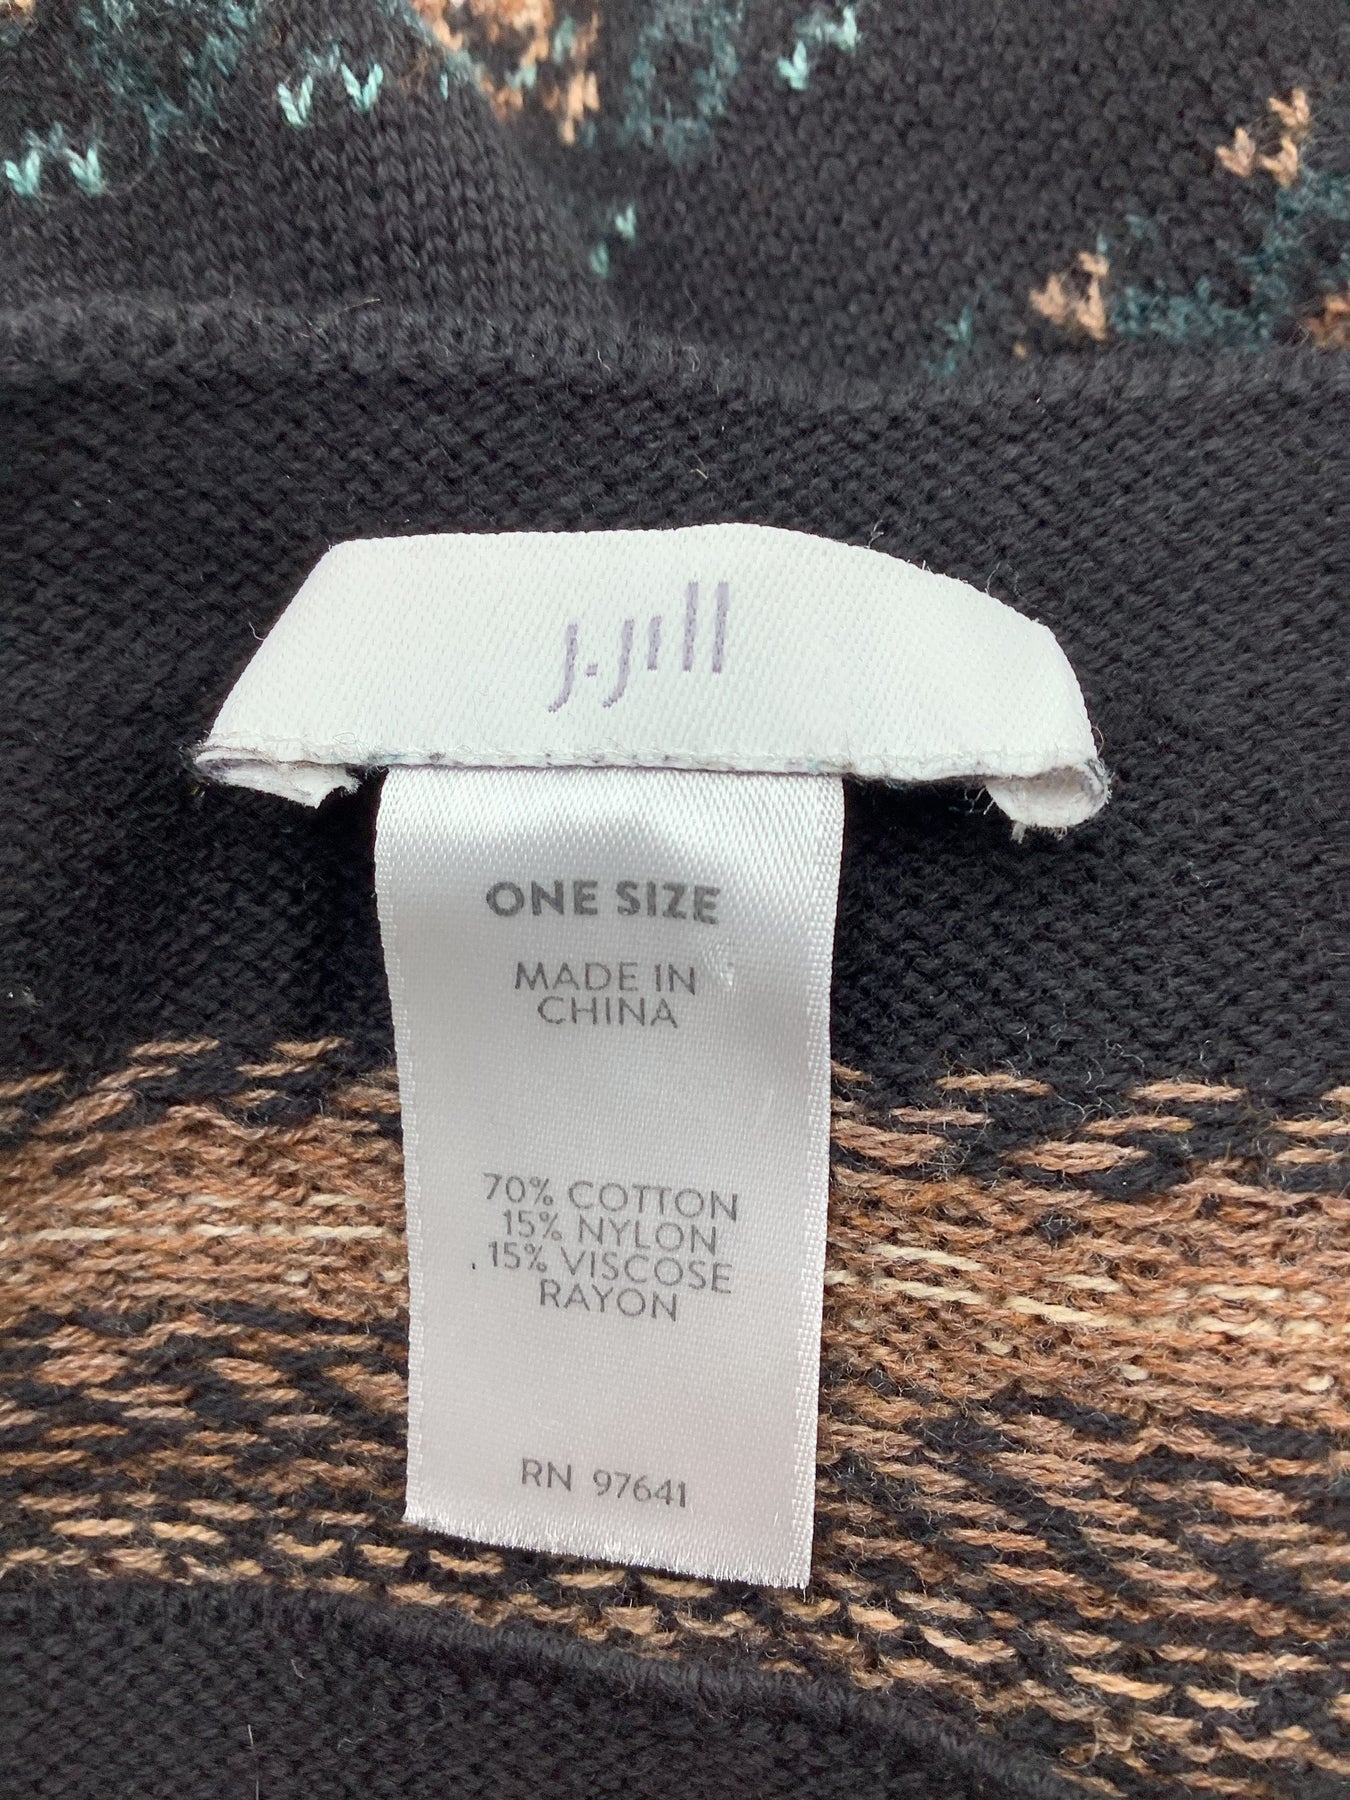 J.Jill
ONE SIZE
MADE IN
CHINA
70% COTTON
15% NYLON
15% VISCOSE
RAYON
RN 97641